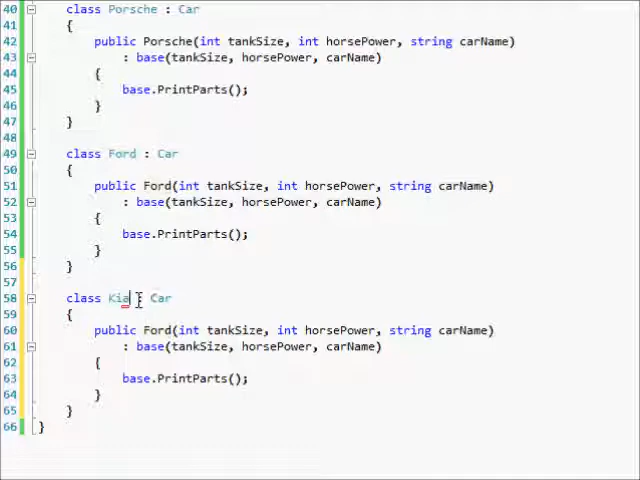 40 class Porsche : Car
41 {
42 public Porsche(int tankSize, int horsePower, string carName)
43 : base(tankSize, horsePower, carName)
44 {
45 base.PrintParts();
46 }
47 }
48
49 class Ford : Car
50 {
51 public Ford(int tankSize, int horsePower, string carName)
52 : base(tankSize, horsePower, carName)
53 {
54 base.PrintParts();
55 }
56 }
57
58 class Kia : Car
59 {
60 public Ford(int tankSize, int horsePower, string carName)
61 : base(tankSize, horsePower, carName)
62 {
63 base.PrintParts();
64 }
65 }
66 }